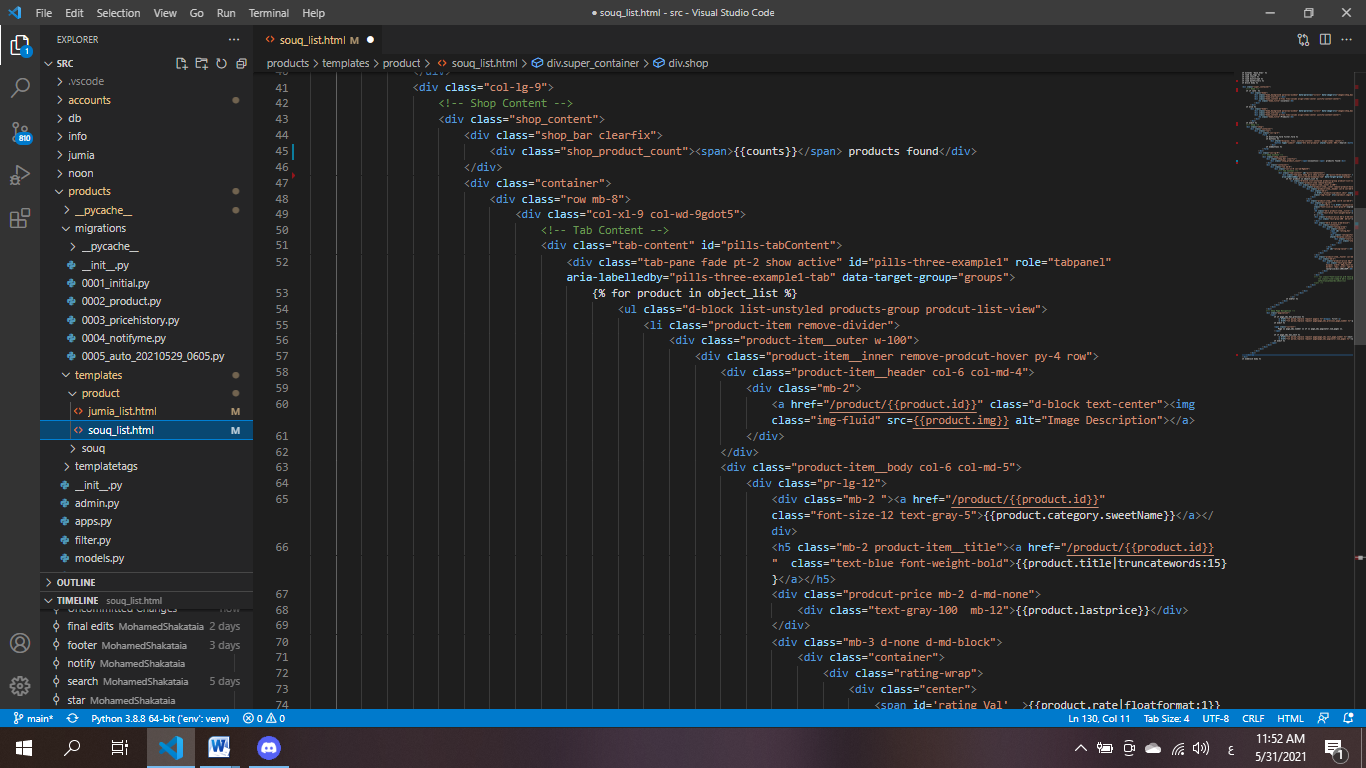 File Edit Selection View Go Run Terminal Help
● souq_list.html - src - Visual Studio Code
EXPLORER
SRC
.vscode
accounts
db
info
jumia
noon
products
__pycache__
migrations
__pycache__
__init__.py
0001_initial.py
0002_product.py
0003_pricehistory.py
0004_notifyme.py
0005_auto_20210529_0605.py
templates
product
jumia_list.html M
souq_list.html M
souq
templatetags
__init__.py
admin.py
apps.py
filter.py
models.py
OUTLINE
TIMELINE souq_list.html
Uncommitted Changes now
final edits MohamedShakataia 2 days
footer MohamedShakataia 3 days
notify MohamedShakataia
search MohamedShakataia 5 days
star MohamedShakataia
1
810
<> souq_list.html M ●
products > templates > product > <> souq_list.html > div.super_container > div.shop
40 </div>
41 <div class="col-lg-9">
42 <!-- Shop Content -->
43 <div class="shop_content">
44 <div class="shop_bar clearfix">
45 <div class="shop_product_count"><span>{{counts}}</span> products found</div>
46 </div>
47 <div class="container">
48 <div class="row mb-8">
49 <div class="col-xl-9 col-wd-9gdot5">
50 <!-- Tab Content -->
51 <div class="tab-content" id="pills-tabContent">
52 <div class="tab-pane fade pt-2 show active" id="pills-three-example1" role="tabpanel"
aria-labelledby="pills-three-example1-tab" data-target-group="groups">
53 {% for product in object_list %}
54 <ul class="d-block list-unstyled products-group prodcut-list-view">
55 <li class="product-item remove-divider">
56 <div class="product-item__outer w-100">
57 <div class="product-item__inner remove-prodcut-hover py-4 row">
58 <div class="product-item__header col-6 col-md-4">
59 <div class="mb-2">
60 <a href="/product/{{product.id}}" class="d-block text-center"><img
class="img-fluid" src={{product.img}} alt="Image Description"></a>
61 </div>
62 </div>
63 <div class="product-item__body col-6 col-md-5">
64 <div class="pr-lg-12">
65 <div class="mb-2 "><a href="/product/{{product.id}}"
class="font-size-12 text-gray-5">{{product.category.sweetName}}</a></
div>
66 <h5 class="mb-2 product-item__title"><a href="/product/{{product.id}}
"  class="text-blue font-weight-bold">{{product.title|truncatewords:15}
}</a></h5>
67 <div class="prodcut-price mb-2 d-md-none">
68 <div class="text-gray-100  mb-12">{{product.lastprice}}</div>
69 </div>
70 <div class="mb-3 d-none d-md-block">
71 <div class="container">
72 <div class="rating-wrap">
73 <div class="center">
74 <span id='rating_Val'  >{{product.rate|floatformat:1}}
main* Python 3.8.8 64-bit ('env': venv) 0 0 Ln 130, Col 11 Tab Size: 4 UTF-8 CRLF HTML
ع
11:52 AM
5/31/2021
1